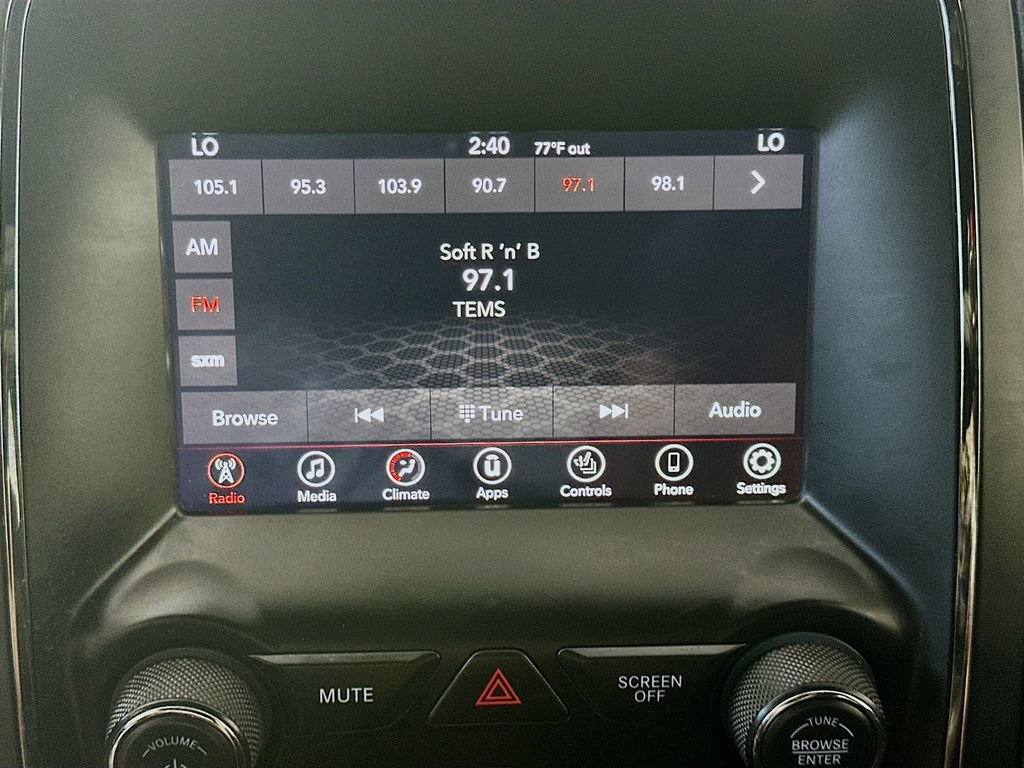 LO 2:40 77°F out LO
105.1 95.3 103.9 90.7 97.1 98.1
AM
Soft R 'n' B
97.1
FM
TEMS
sxm
Browse Tune Audio
Radio Media Climate Apps Controls Phone Settings
MUTE
SCREEN
OFF
VOLUME
TUNE
BROWSE
ENTER